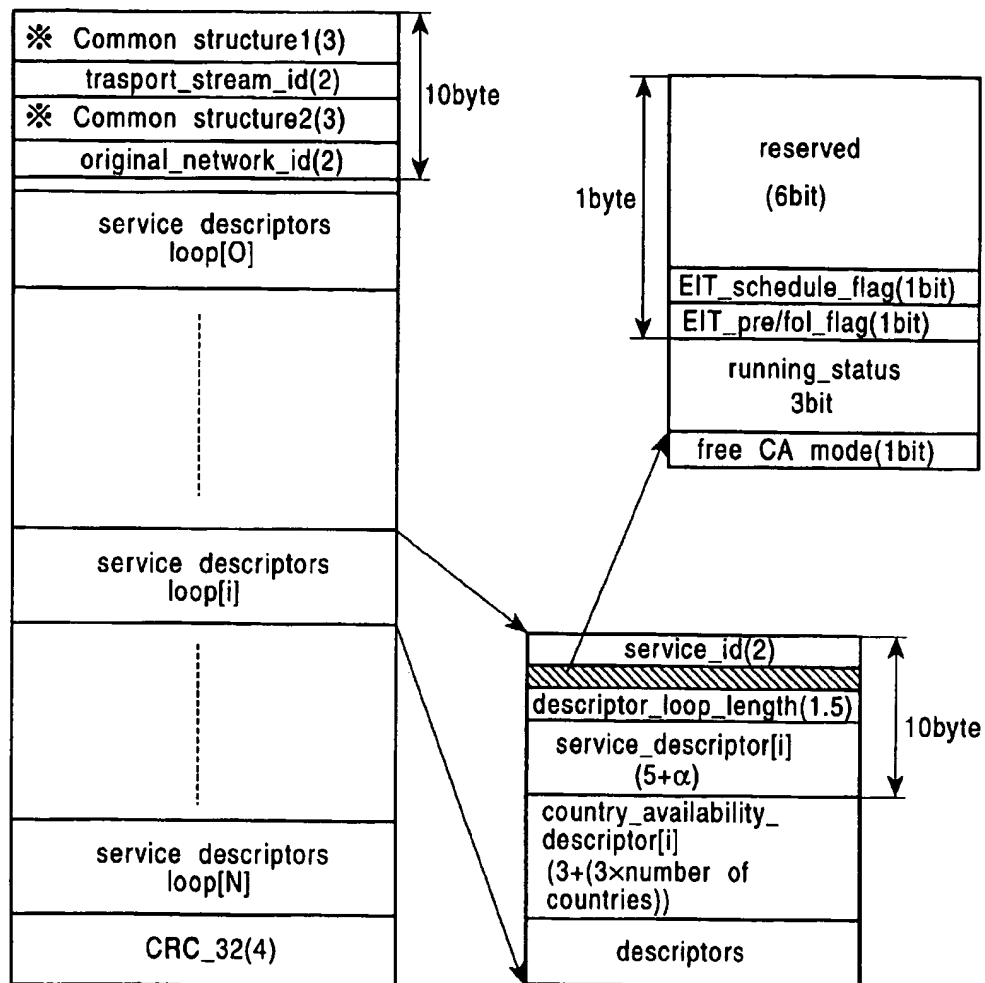 ※ Common structure1(3)
trasport_stream_id(2)
※ Common structure2(3)
original_network_id(2)
10byte
service descriptors
loop[O]
service descriptors
loop[i]
service descriptors
loop[N]
CRC_32(4)
1byte
reserved
(6bit)
EIT_schedule_flag(1bit)
EIT_pre/fol_flag(1bit)
running_status
3bit
free CA mode(1bit)
service_id(2)
descriptor_loop_length(1.5)
service_descriptor[i]
(5+α)
10byte
country_availability_
descriptor[i]
(3+(3×number of
countries))
descriptors